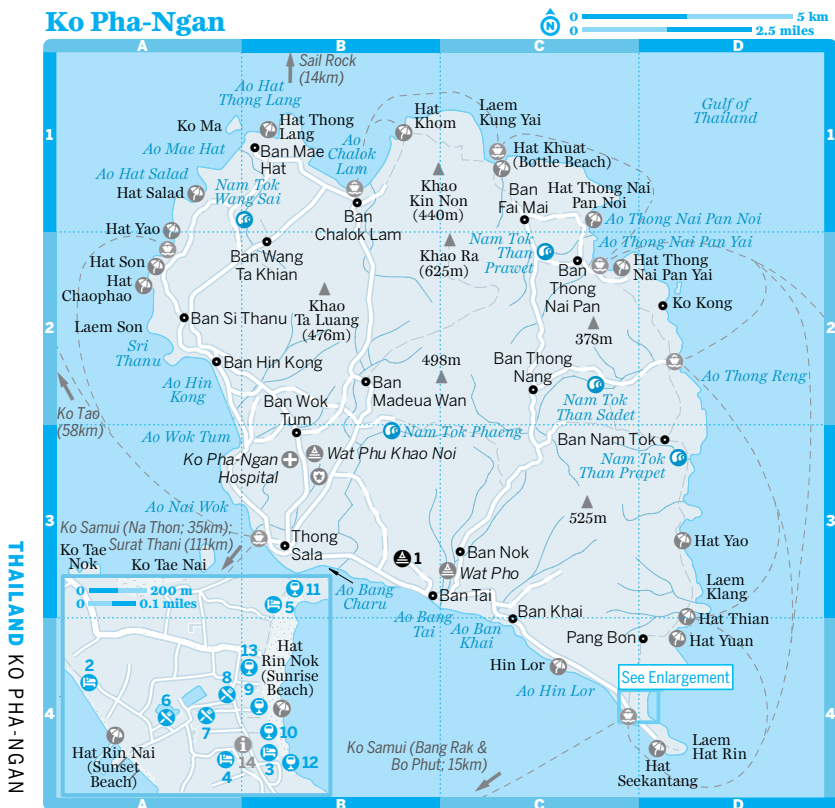 Ko Pha-Ngan
0
5 km
N
0
2.5 miles
A
B
C
D
Sail Rock
(14km)
Ao Hat
Thong Lang
Ko Ma
Hat Thong
Lang
Hat
Khom
Laem
Kung Yai
Gulf of
Thailand
1
1
Ao Mae Hat
Ban Mae
Hat
Ao
Chalok
Lam
Hat Khuat
(Bottle Beach)
Ao Hat Salad
Hat Salad
Nam Tok
Wang Sai
Khao
Kin Non
(440m)
Ban
Fai Mai
Hat Thong Nai
Pan Noi
Ban
Chalok Lam
Ao Thong Nai Pan Noi
Hat Yao
Ban Wang
Ta Khian
Khao Ra
(625m)
Nam Tok
Than
Prawet
Ao Thong Nai Pan Yai
Hat Son
Hat
Chaophao
Ban
Thong
Nai Pan
Hat Thong
Nai Pan Yai
Khao
Ta Luang
(476m)
Ko Kong
2
2
Laem Son
Ban Si Thanu
378m
Sri
Thanu
Ban Hin Kong
498m
Ban Thong
Nang
Ao Thong Reng
Ao Hin
Kong
Ban
Madeua Wan
Nam Tok
Than Sadet
Ko Tao
(58km)
Ban Wok
Tum
Ao Wok Tum
Nam Tok Phaeng
Ban Nam Tok
Ko Pha-Ngan
Hospital
Wat Phu Khao Noi
Nam Tok
Than Prapet
Ao Nai Wok
525m
3
3
Ko Samui (Na Thon; 35km);
Surat Thani (111km)
Thong
Sala
Hat Yao
Ko Tae
Nok
Ko Tae Nai
1
Ban Nok
Wat Pho
Ao Bang
Charu
Ban Tai
Laem
Klang
Ao Bang
Tai
Ao Ban
Khai
Ban Khai
Hat Thian
Pang Bon
Hat Yuan
Hin Lor
Ao Hin Lor
See Enlargement
4
4
Ko Samui (Bang Rak &
Bo Phut; 15km)
Hat
Seekantang
Laem
Hat Rin
0
200 m
0
0.1 miles
11
5
13
Hat
Rin Nok
(Sunrise
Beach)
2
8
6
9
7
10
Hat Rin Nai
(Sunset
Beach)
14
4
3
12
A
B
C
D
THAILAND KO PHA-NGAN